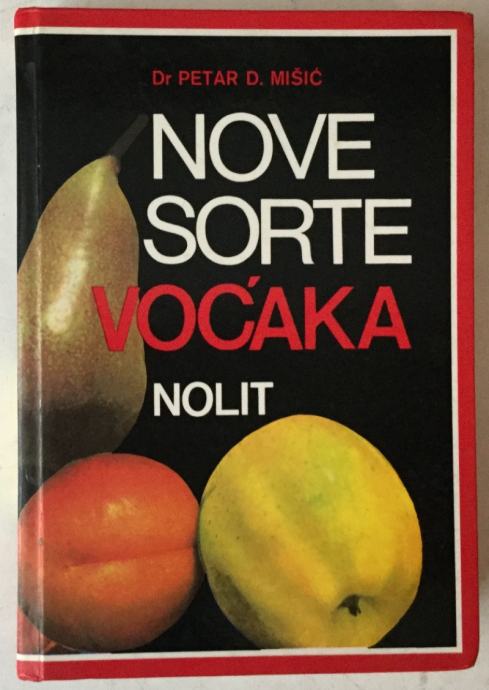 Dr PETAR D. MIŠIĆ
NOVE
SORTE
VOĆAKA
NOLIT